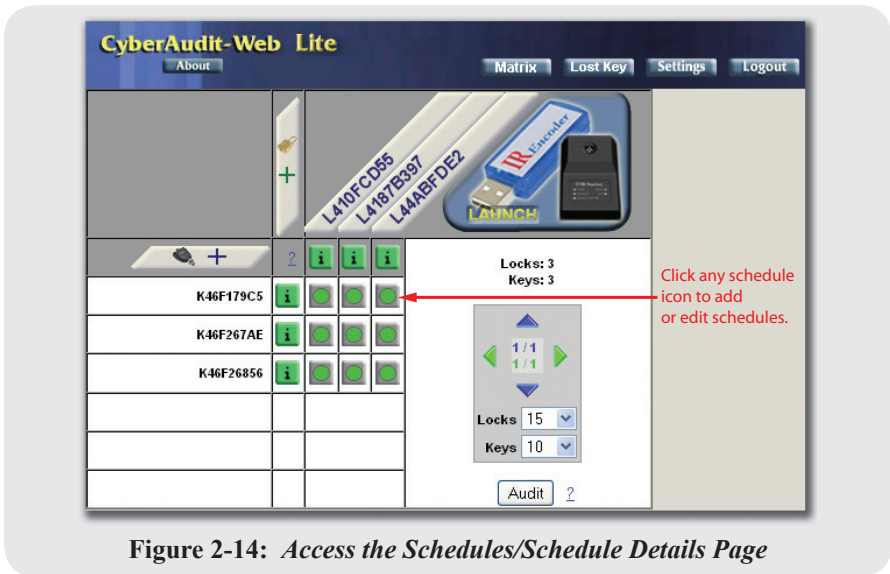 CyberAudit-Web Lite
About
Matrix Lost Key Settings Logout
+
L410FCD55
L4187B397
L44ABFDE2
IR Encoder
LAUNCH
+ ? i i i
Locks: 3
Keys: 3
K46F179C5 i
K46F267AE i
K46F26856 i
Click any schedule
icon to add
or edit schedules.
1/1
1/1
Locks 15
Keys 10
Audit ?
Figure 2-14: Access the Schedules/Schedule Details Page